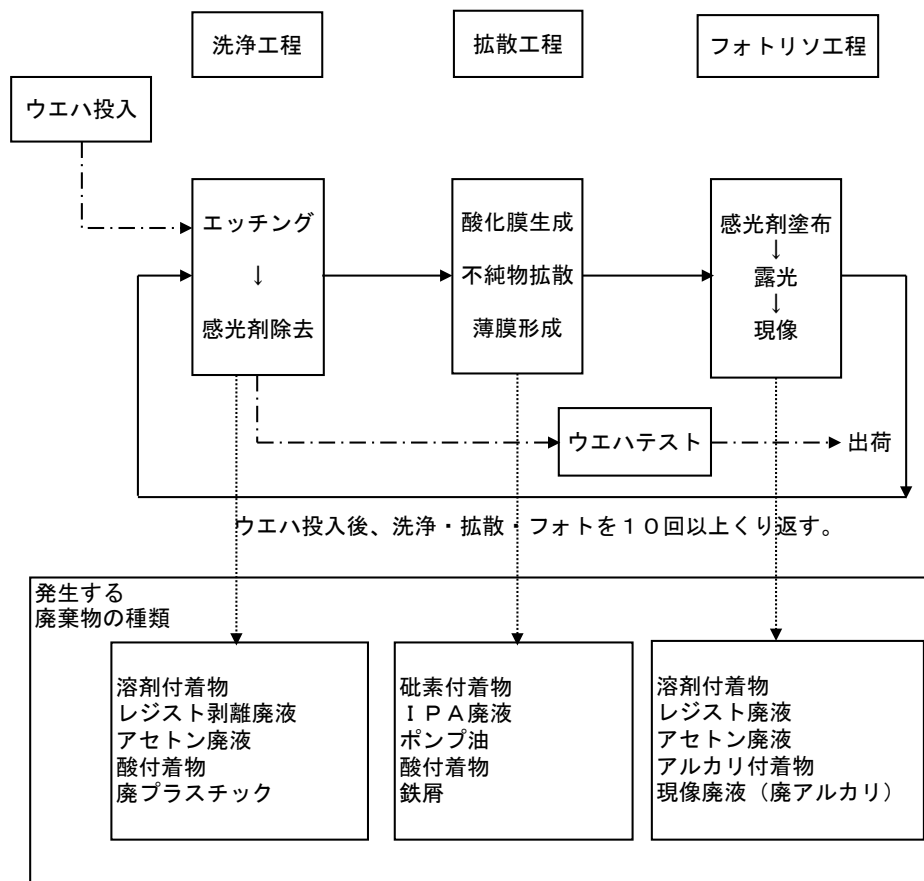 洗浄工程
拡散工程
フォトリソ工程
ウエハ投入
エッチング
↓
感光剤除去
酸化膜生成
不純物拡散
薄膜形成
感光剤塗布
↓
露光
↓
現像
ウエハテスト
出荷
ウエハ投入後、洗浄・拡散・フォトを１０回以上くり返す。
発生する
廃棄物の種類
溶剤付着物
レジスト剥離廃液
アセトン廃液
酸付着物
廃プラスチック
砒素付着物
ＩＰＡ廃液
ポンプ油
酸付着物
鉄屑
溶剤付着物
レジスト廃液
アセトン廃液
アルカリ付着物
現像廃液（廃アルカリ）